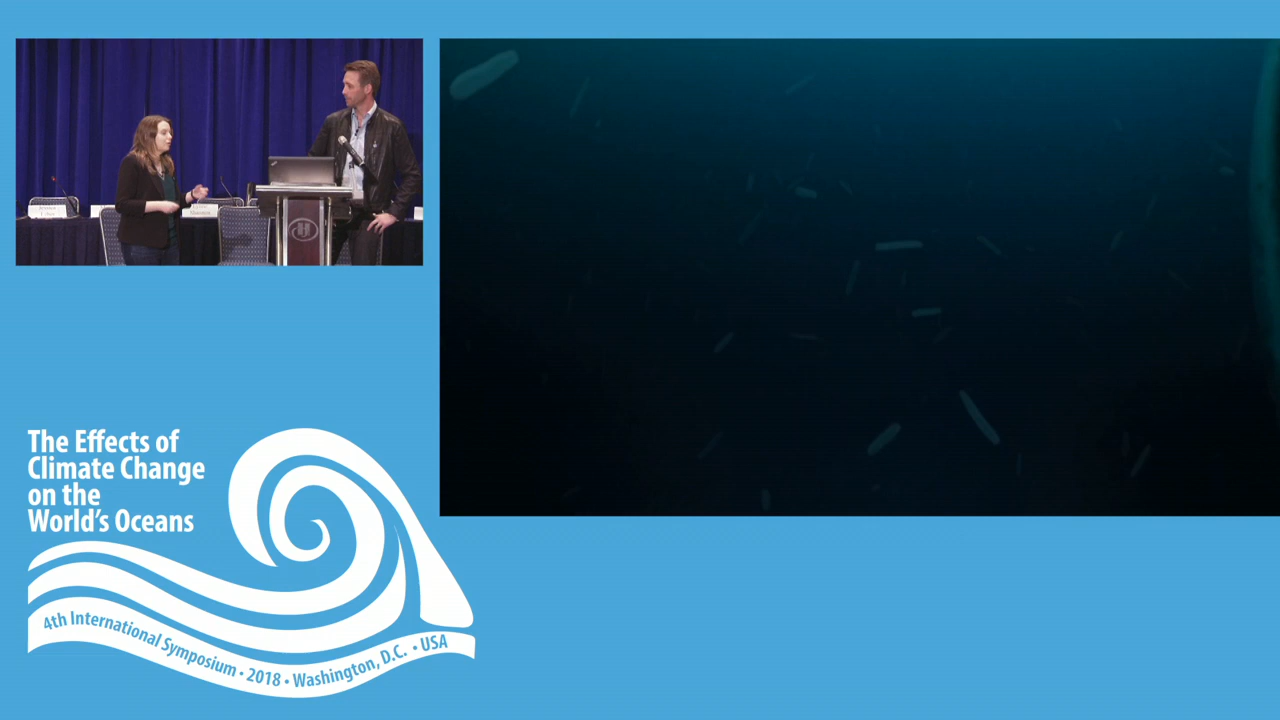 The Effects of
Climate Change
on the
World's Oceans
4th International Symposium • 2018 • Washington, D.C. • USA